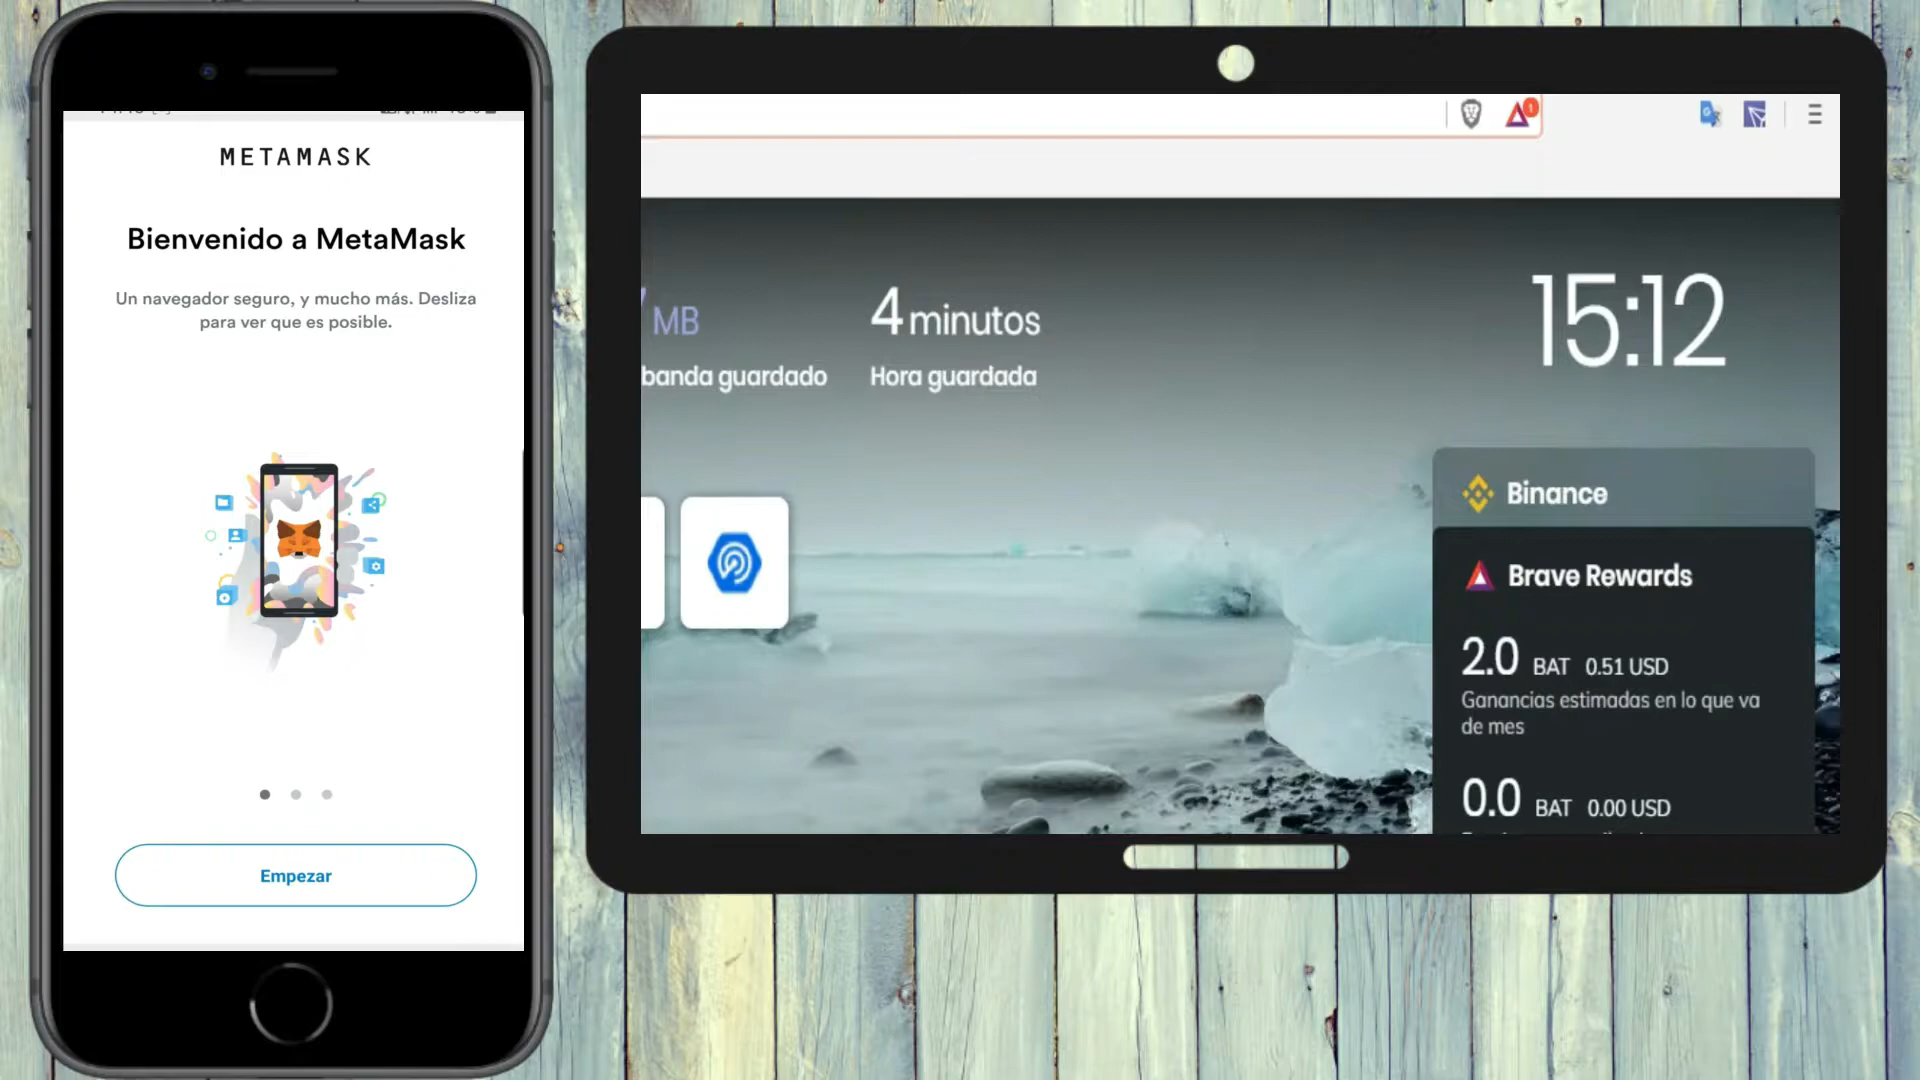 METAMASK
Bienvenido a MetaMask
Un navegador seguro, y mucho más. Desliza
para ver que es posible.
Empezar
1
MB
4 minutos
banda guardado
Hora guardada
15:12
Binance
Brave Rewards
2.0 BAT 0.51 USD
Ganancias estimadas en lo que va
de mes
0.0 BAT 0.00 USD